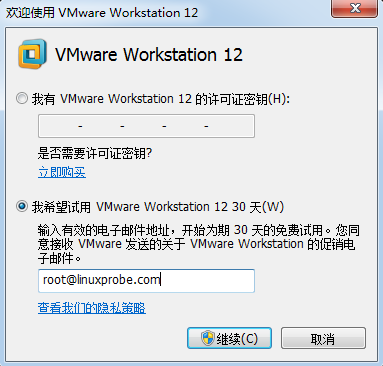 欢迎使用 VMware Workstation 12
VMware Workstation 12
我有 VMware Workstation 12 的许可证密钥(H):
- - - -
是否需要许可证密钥?
立即购买
我希望试用 VMware Workstation 12 30 天(W)
输入有效的电子邮件地址，开始为期 30 天的免费试用。您同
意接收 VMware 发送的关于 VMware Workstation 的促销电
子邮件。
root@linuxprobe.com
查看我们的隐私策略
继续(C)
取消